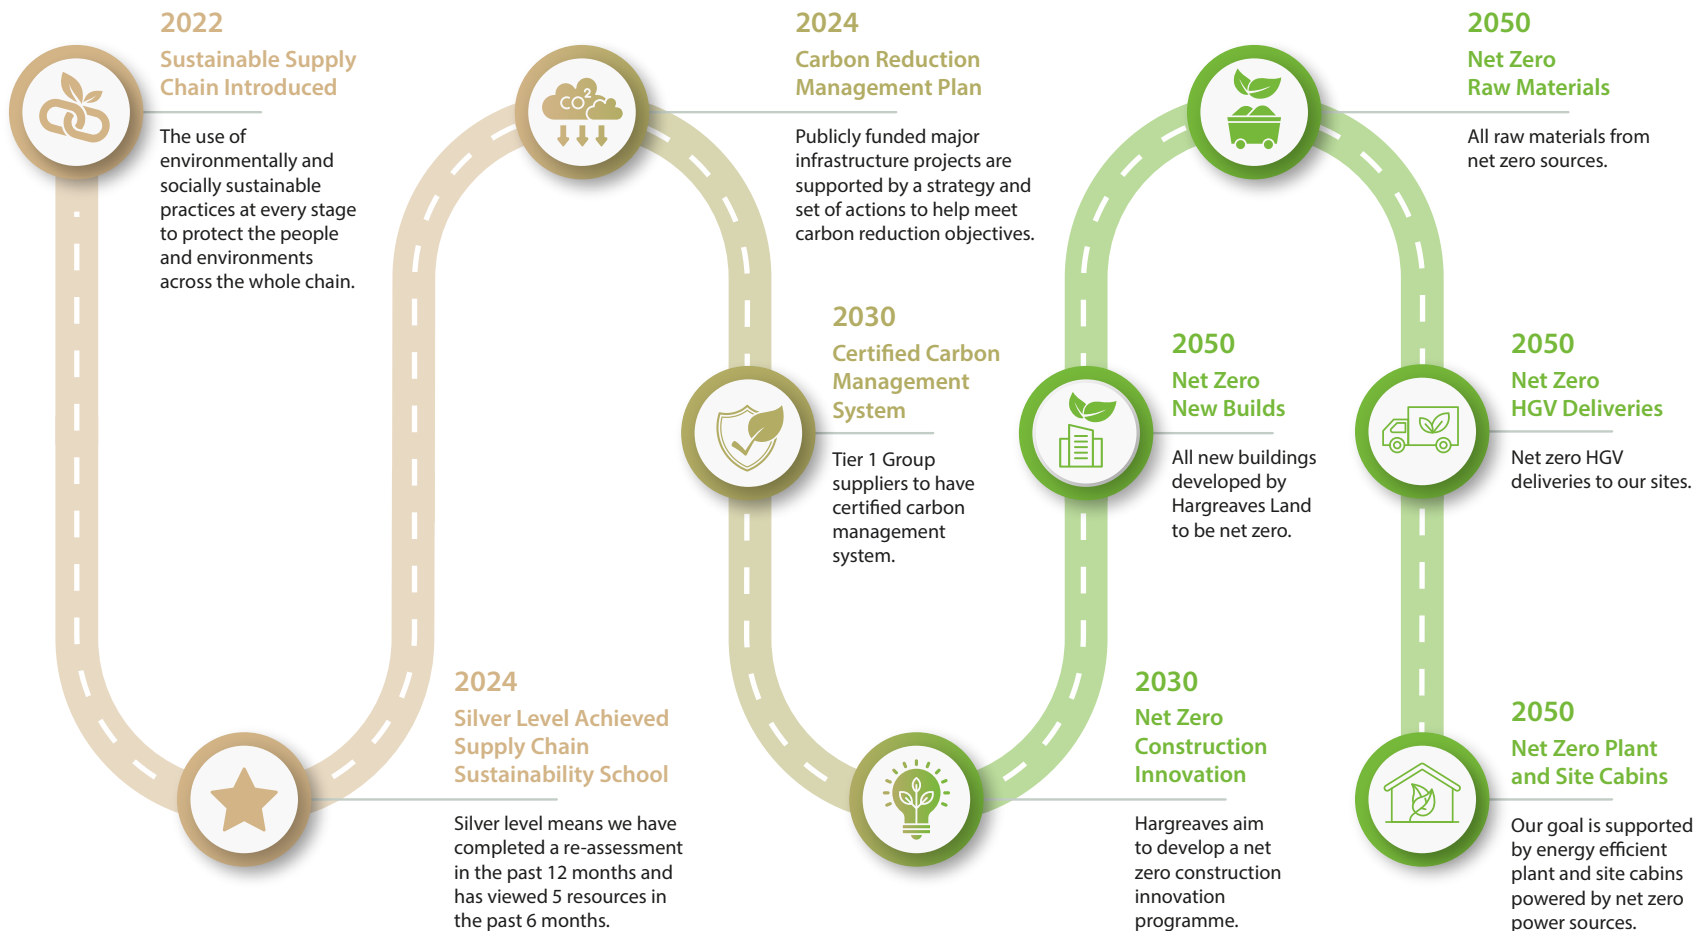 2022
Sustainable Supply
Chain Introduced
The use of
environmentally and
socially sustainable
practices at every stage
to protect the people
and environments
across the whole chain.
2024
Silver Level Achieved
Supply Chain
Sustainability School
Silver level means we have
completed a re-assessment
in the past 12 months and
has viewed 5 resources in
the past 6 months.
CO2
2024
Carbon Reduction
Management Plan
Publicly funded major
infrastructure projects are
supported by a strategy and
set of actions to help meet
carbon reduction objectives.
2030
Certified Carbon
Management
System
Tier 1 Group
suppliers to have
certified carbon
management
system.
2030
Net Zero
Construction
Innovation
Hargreaves aim
to develop a net
zero construction
innovation
programme.
2050
Net Zero
New Builds
All new buildings
developed by
Hargreaves Land
to be net zero.
2050
Net Zero
Raw Materials
All raw materials from
net zero sources.
2050
Net Zero
HGV Deliveries
Net zero HGV
deliveries to our sites.
2050
Net Zero Plant
and Site Cabins
Our goal is supported
by energy efficient
plant and site cabins
powered by net zero
power sources.